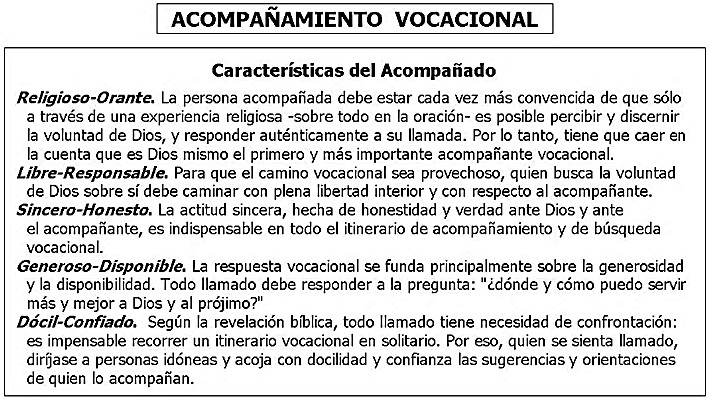 ACOMPAÑAMIENTO VOCACIONAL
Características del Acompañado
Religioso-Orante. La persona acompañada debe estar cada vez más convencida de que sólo
a través de una experiencia religiosa -sobre todo en la oración- es posible percibir y discernir
la voluntad de Dios, y responder auténticamente a su llamada. Por lo tanto, tiene que caer en
la cuenta que es Dios mismo el primero y más importante acompañante vocacional.
Libre-Responsable. Para que el camino vocacional sea provechoso, quien busca la voluntad
de Dios sobre sí debe caminar con plena libertad interior y con respecto al acompañante.
Sincero-Honesto. La actitud sincera, hecha de honestidad y verdad ante Dios y ante
el acompañante, es indispensable en todo el itinerario de acompañamiento y de búsqueda
vocacional.
Generoso-Disponible. La respuesta vocacional se funda principalmente sobre la generosidad
y la disponibilidad. Todo llamado debe responder a la pregunta: "¿dónde y cómo puedo servir
más y mejor a Dios y al prójimo?"
Dócil-Confiado. Según la revelación bíblica, todo llamado tiene necesidad de confrontación:
es impensable recorrer un itinerario vocacional en solitario. Por eso, quien se sienta llamado,
diríjase a personas idóneas y acoja con docilidad y confianza las sugerencias y orientaciones
de quien lo acompañan.